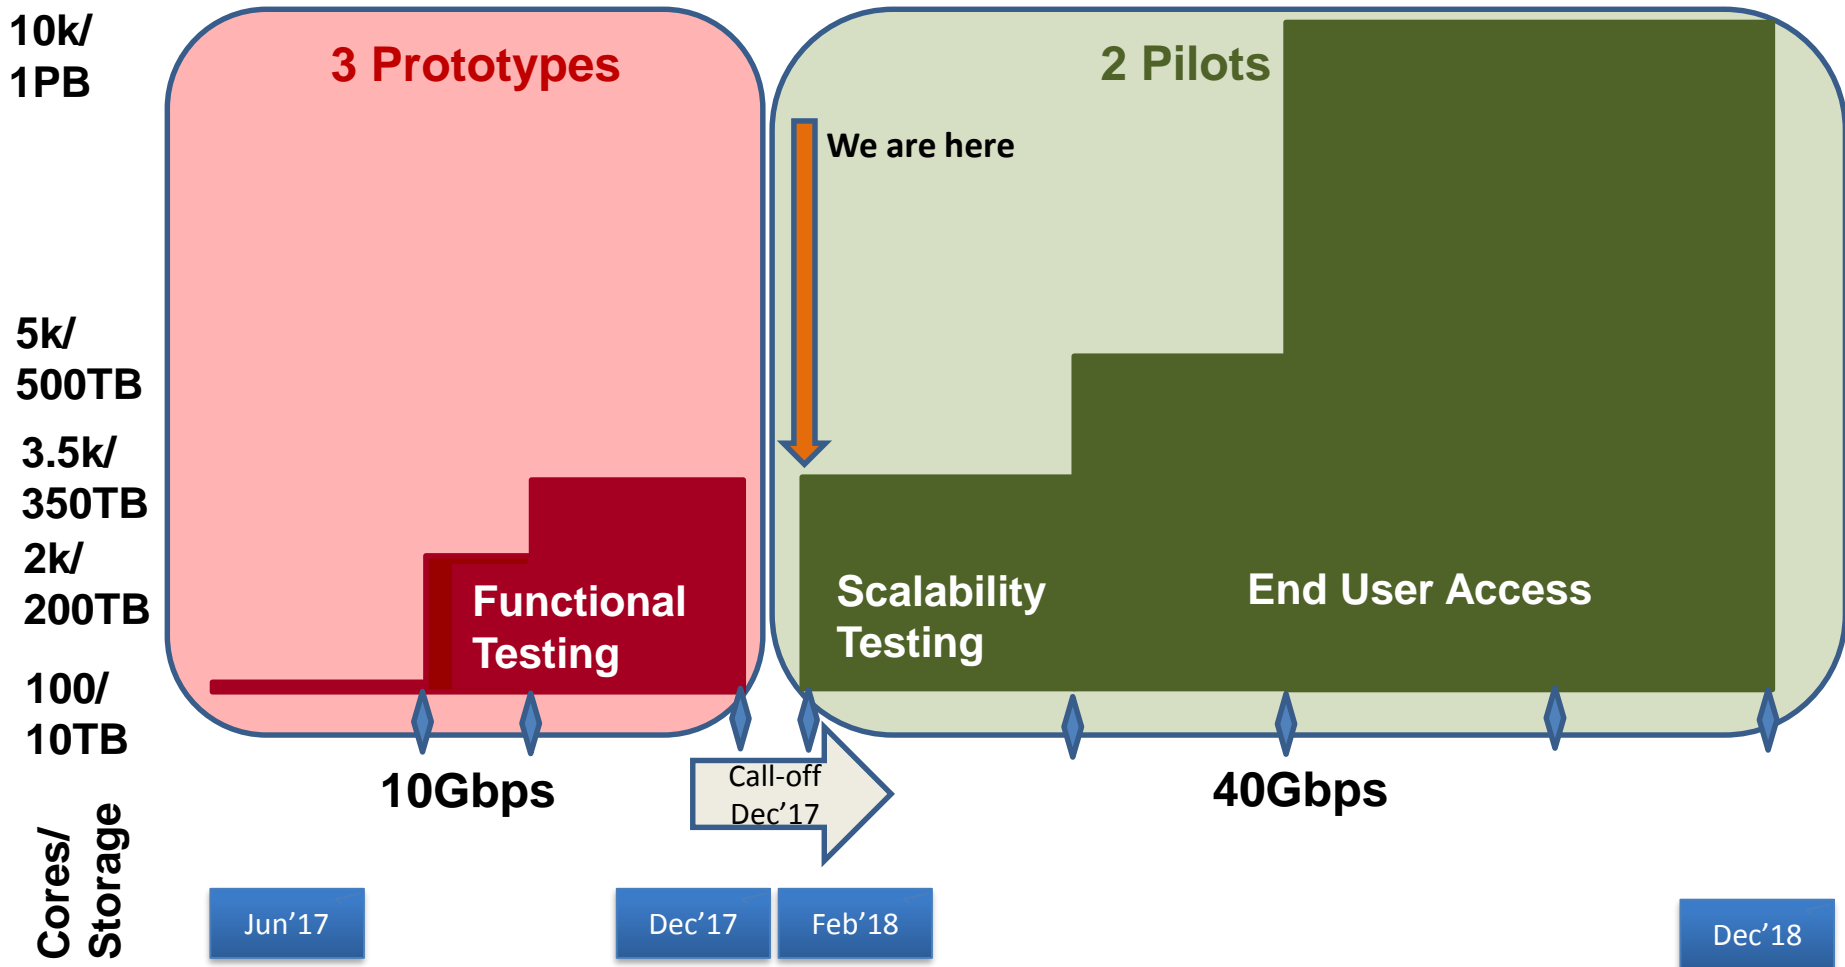 10k/
1PB
3 Prototypes
2 Pilots
We are here
5k/
500TB
3.5k/
350TB
2k/
200TB
Functional
Testing
Scalability
Testing
End User Access
100/
10TB
10Gbps
Call-off
Dec’17
40Gbps
Cores/
Storage
Jun’17
Dec’17
Feb’18
Dec’18